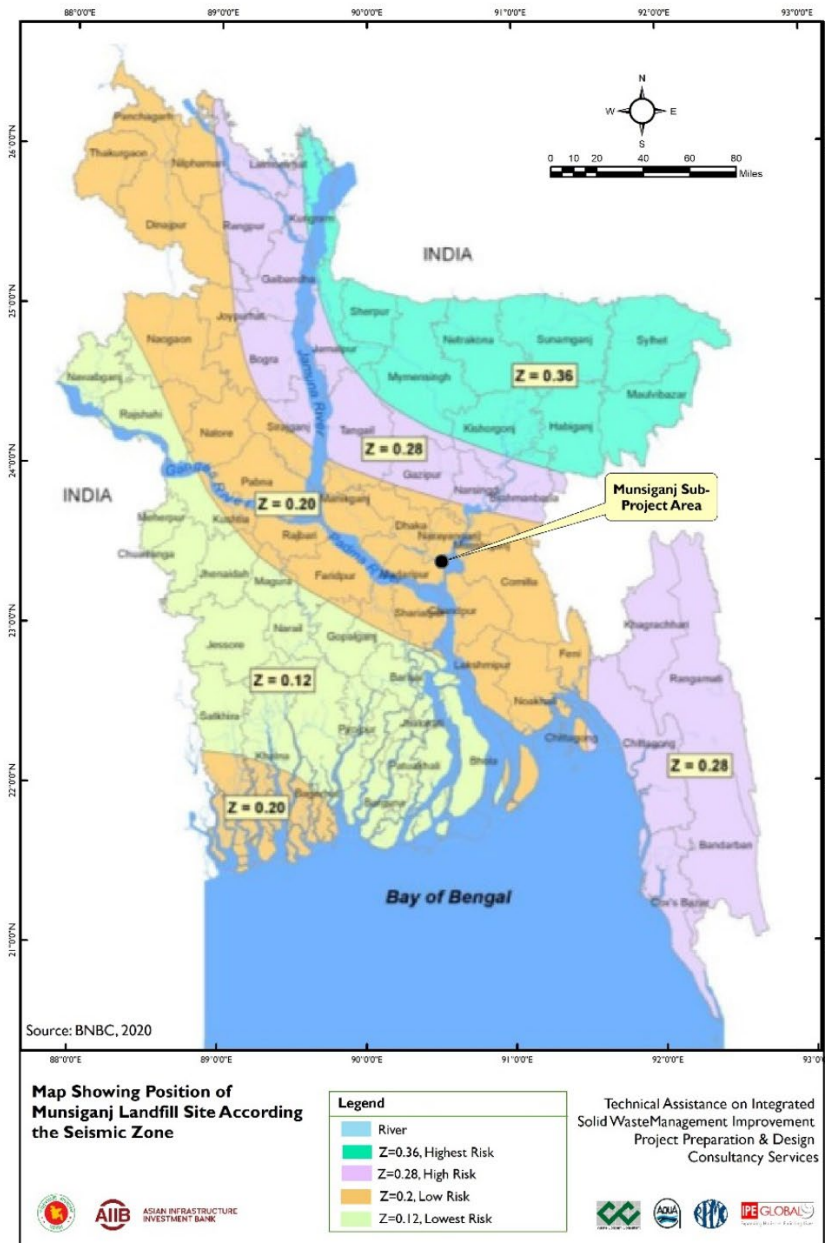 88°0'0"E 89°0'0"E 90°0'0"E 91°0'0"E 92°0'0"E 93°0'0"E
N
W E
S
0 10 20 40 60 80
Miles
26°0'0"N
25°0'0"N
24°0'0"N
23°0'0"N
22°0'0"N
21°0'0"N
Panchagarh
Thakurgaon
Nilphamari
Lalmonirhat
Dinajpur
Rangpur
Kurigram
INDIA
Gaibandha
Sherpur
Joypurhat
Naogaon
Netrakona
Sunamganj
Sylhet
Bogra
Jamalpur
Mymensingh
Z = 0.36
Nawabganj
Jamuna River
Maulvibazar
Rajshahi
Natore
Sirajganj
Tangail
Kishorganj
Habiganj
Z = 0.28
Gazipur
INDIA
Ganges River
Pabna
Z = 0.20
Manikganj
Narsingdi
Brahmanbaria
Munsiganj Sub-
Project Area
Meherpur
Kushtia
Dhaka
Narayanganj
Munshiganj
Chuadanga
Rajbari
Padma River
Jhenaidah
Magura
Faridpur
Madaripur
Comilla
Shariatpur
Chandpur
Narail
Gopalganj
Khagrachhari
Jessore
Lakshmipur
Feni
Rangamati
Z = 0.12
Barisal
Noakhali
Satkhira
Pirojpur
Jhalokati
Chittagong
Chittagong
Khulna
Patuakhali
Bhola
Z = 0.28
Z = 0.20
Bagerhat
Barguna
Bandarban
Bay of Bengal
Cox's Bazar
Source: BNBC, 2020
88°0'0"E 89°0'0"E 90°0'0"E 91°0'0"E 92°0'0"E 93°0'0"
Map Showing Position of
Munsiganj Landfill Site According
the Seismic Zone
Legend
River
Z=0.36, Highest Risk
Z=0.28, High Risk
Z=0.2, Low Risk
Z=0.12, Lowest Risk
Technical Assistance on Integrated
Solid WasteManagement Improvement
Project Preparation & Design
Consultancy Services
AIIB
ASIAN INFRASTRUCTURE
INVESTMENT BANK
AQUA
IPE GLOBAL